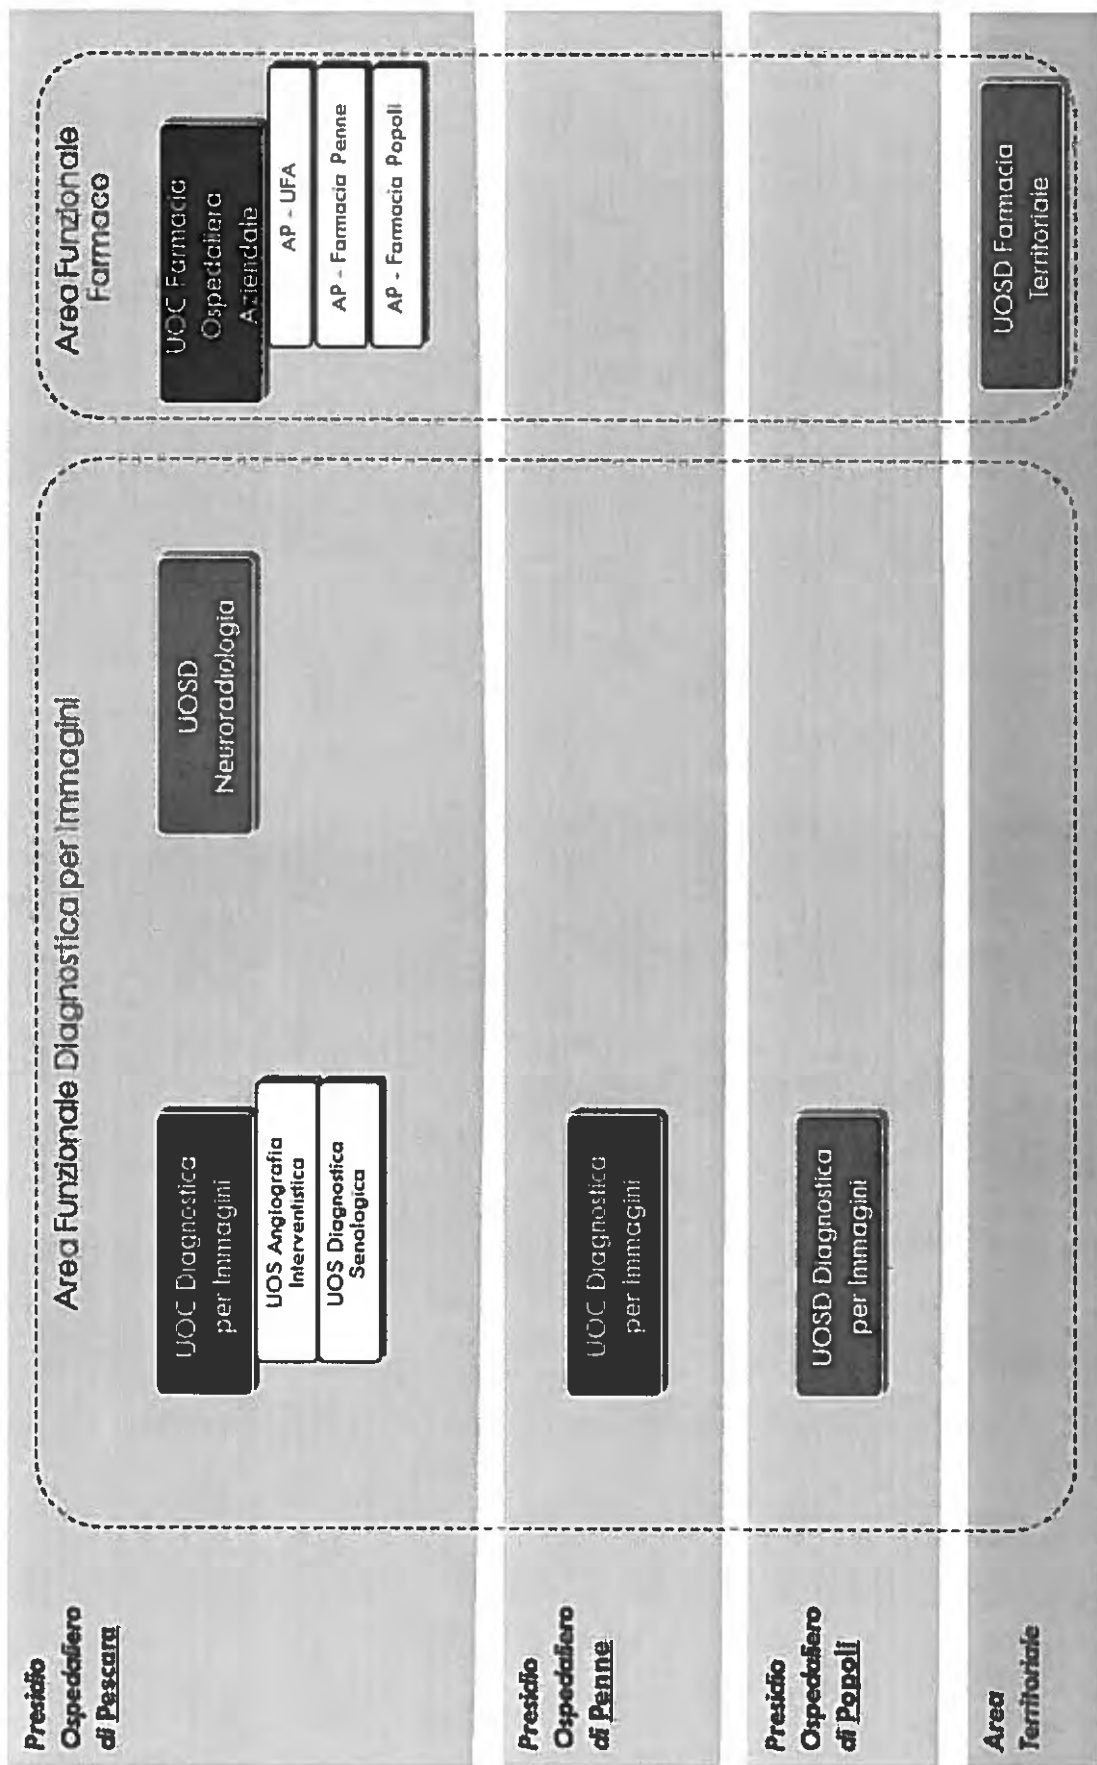 Area Funzionale Diagnostica per Immagini
Area Funzionale
Farmaco
Presidio
Ospedaliero
di Pescara
UOC Diagnostica
per Immagini
UOS Angiografia
Interventistica
UOS Diagnostica
Senologica
UOSD
Neuroradiologia
UOC Farmacia
Ospedaliera
Aziendale
AP - UFA
AP - Farmacia Penne
AP - Farmacia Popoli
Presidio
Ospedaliero
di Penne
UOC Diagnostica
per Immagini
Presidio
Ospedaliero
di Popoli
UOSD Diagnostica
per Immagini
Area
Territoriale
UOSD Farmacia
Territoriale